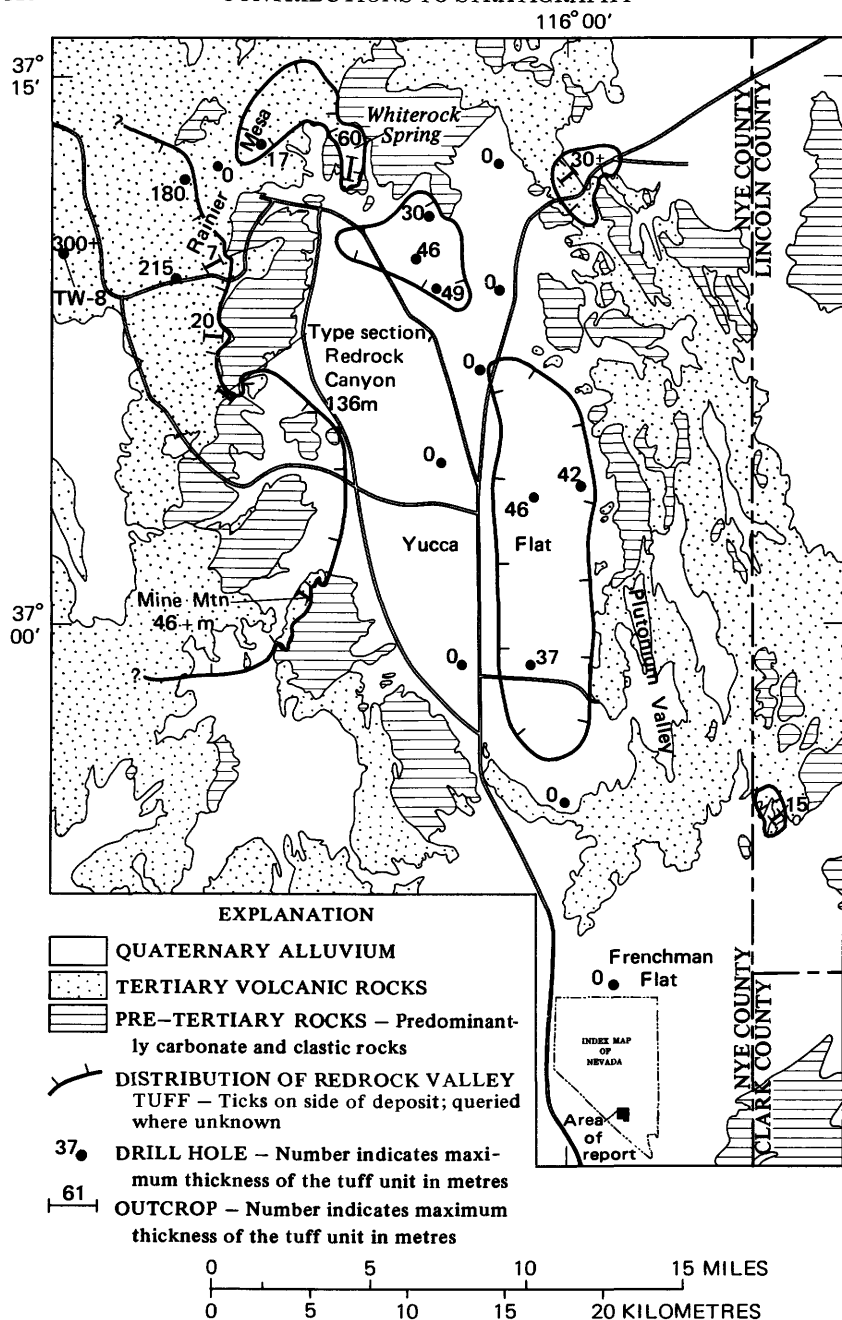 116°00′
37°
15′
Mesa
17
60
Whiterock
Spring
0
30+
NYE COUNTY
LINCOLN COUNTY
0
180
Rainier
30
46
49
0
300+
TW-8
215
7
20
Type section,
Redrock
Canyon
136m
0
0
42
46
Yucca Flat
37°
00′
Mine Mtn
46+m
?
?
0
37
Plutonium Valley
0
15
EXPLANATION
QUATERNARY ALLUVIUM
TERTIARY VOLCANIC ROCKS
PRE-TERTIARY ROCKS – Predominant-
ly carbonate and clastic rocks
DISTRIBUTION OF REDROCK VALLEY
TUFF – Ticks on side of deposit; queried
where unknown
37 DRILL HOLE – Number indicates maxi-
mum thickness of the tuff unit in metres
61 OUTCROP – Number indicates maximum
thickness of the tuff unit in metres
Frenchman
Flat
0
NYE COUNTY
CLARK COUNTY
INDEX MAP
OF
NEVADA
Area
of
report
0 5 10 15 MILES
0 5 10 15 20 KILOMETRES